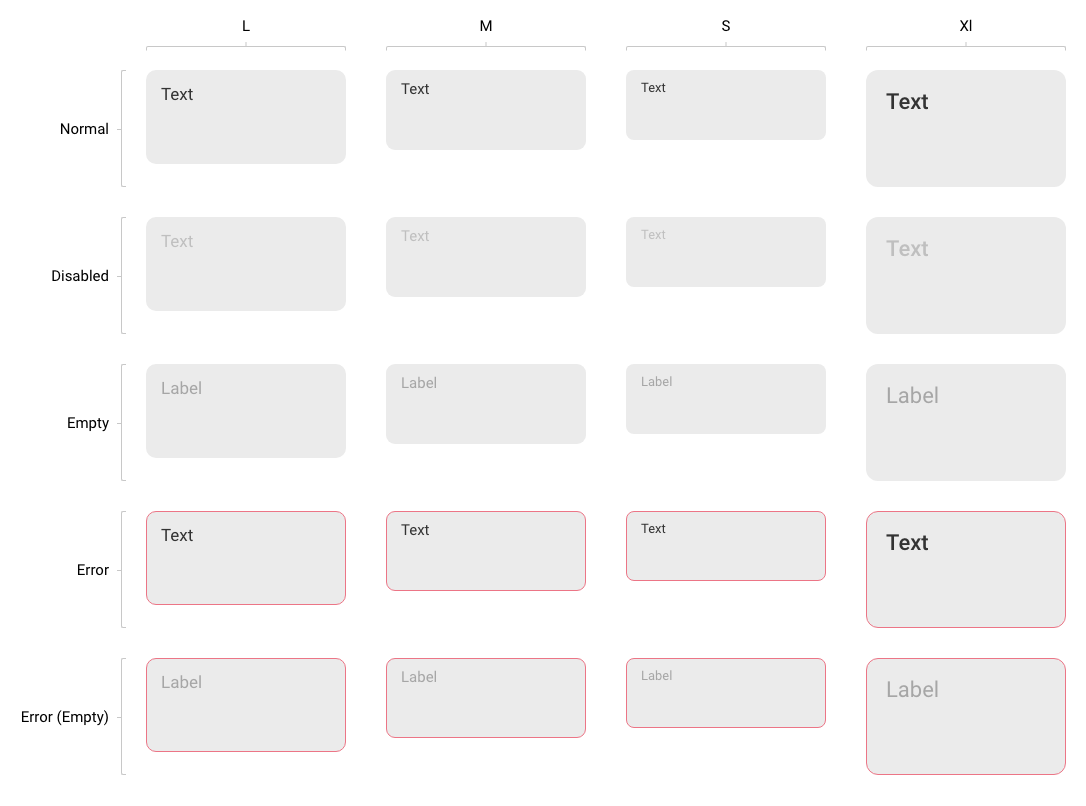 L M S Xl
Normal Text Text Text Text
Disabled Text Text Text Text
Empty Label Label Label Label
Error Text Text Text Text
Error (Empty) Label Label Label Label